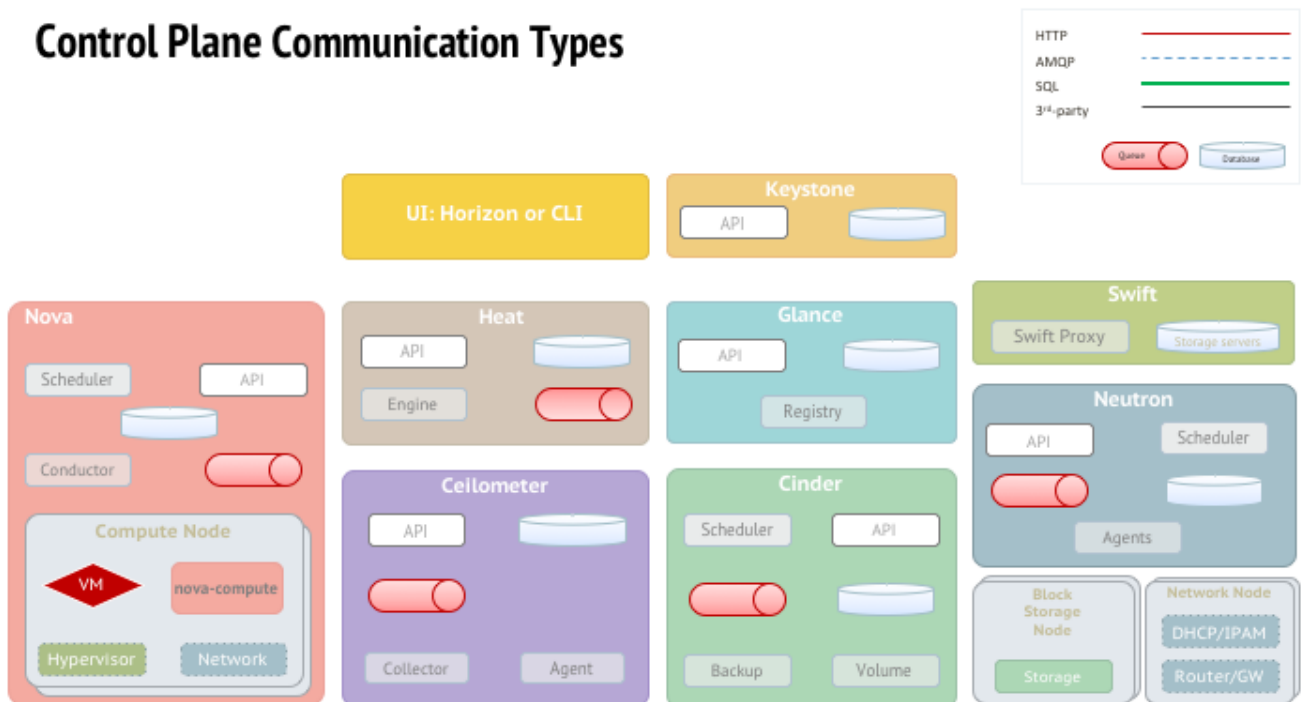 Control Plane Communication Types
HTTP
AMQP
SQL
3rd-party
Queue
Database
UI: Horizon or CLI
Keystone
API
Nova
Scheduler
API
Conductor
Compute Node
VM
nova-compute
Hypervisor
Network
Heat
API
Engine
Glance
API
Registry
Swift
Swift Proxy
Storage servers
Ceilometer
API
Collector
Agent
Cinder
Scheduler
API
Backup
Volume
Neutron
API
Scheduler
Agents
Block
Storage
Node
Storage
Network Node
DHCP/IPAM
Router/GW